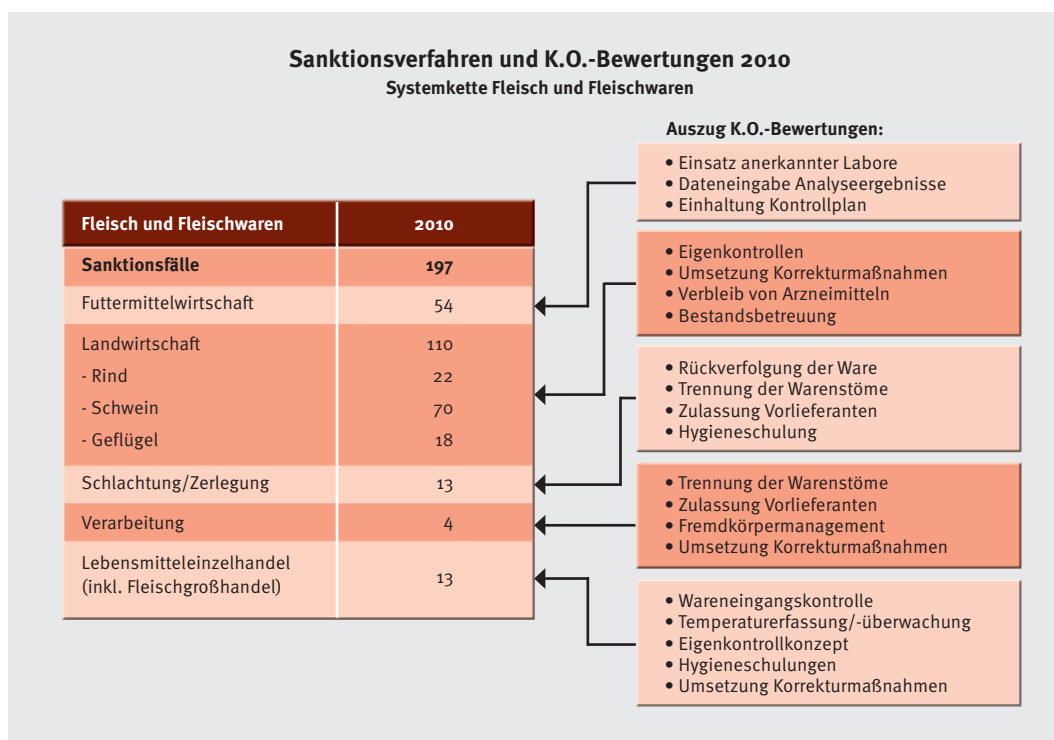 Sanktionsverfahren und K.O.-Bewertungen 2010
Systemkette Fleisch und Fleischwaren
Fleisch und Fleischwaren 2010
Sanktionsfälle 197
Futtermittelwirtschaft 54
Landwirtschaft 110
- Rind 22
- Schwein 70
- Geflügel 18
Schlachtung/Zerlegung 13
Verarbeitung 4
Lebensmitteleinzelhandel
(inkl. Fleischgroßhandel) 13
Auszug K.O.-Bewertungen:
• Einsatz anerkannter Labore
• Dateneingabe Analyseergebnisse
• Einhaltung Kontrollplan
• Eigenkontrollen
• Umsetzung Korrekturmaßnahmen
• Verbleib von Arzneimitteln
• Bestandsbetreuung
• Rückverfolgung der Ware
• Trennung der Warenstöme
• Zulassung Vorlieferanten
• Hygieneschulung
• Trennung der Warenstöme
• Zulassung Vorlieferanten
• Fremdkörpermanagement
• Umsetzung Korrekturmaßnahmen
• Wareneingangskontrolle
• Temperaturerfassung/-überwachung
• Eigenkontrollkonzept
• Hygieneschulungen
• Umsetzung Korrekturmaßnahmen